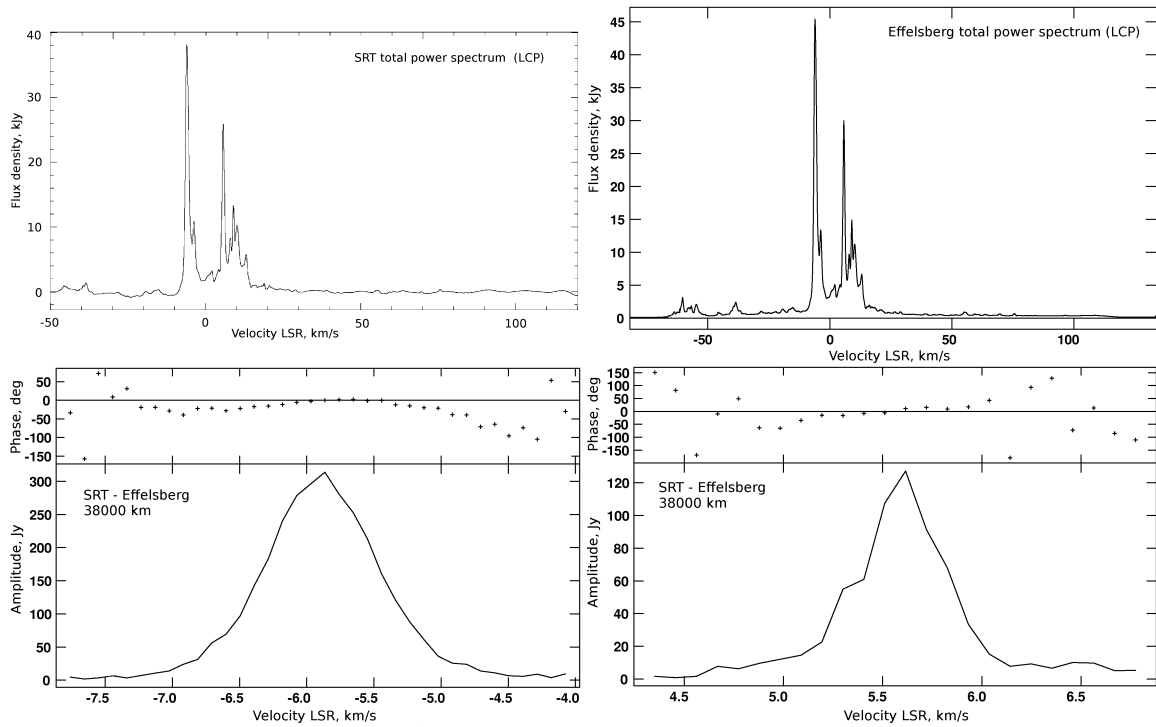 SRT total power spectrum (LCP)
Flux density, kJy
40
30
20
10
0
-50 0 50 100
Velocity LSR, km/s
Effelsberg total power spectrum (LCP)
Flux density, kJy
45
40
35
30
25
20
15
10
5
0
-50 0 50 100
Velocity LSR, km/s
Phase, deg
50
0
-50
-100
-150
SRT - Effelsberg
38000 km
Amplitude, Jy
300
250
200
150
100
50
0
-7.5 -7.0 -6.5 -6.0 -5.5 -5.0 -4.5 -4.0
Velocity LSR, km/s
Phase, deg
150
100
50
0
-50
-100
-150
SRT - Effelsberg
38000 km
Amplitude, Jy
120
100
80
60
40
20
0
4.5 5.0 5.5 6.0 6.5
Velocity LSR, km/s